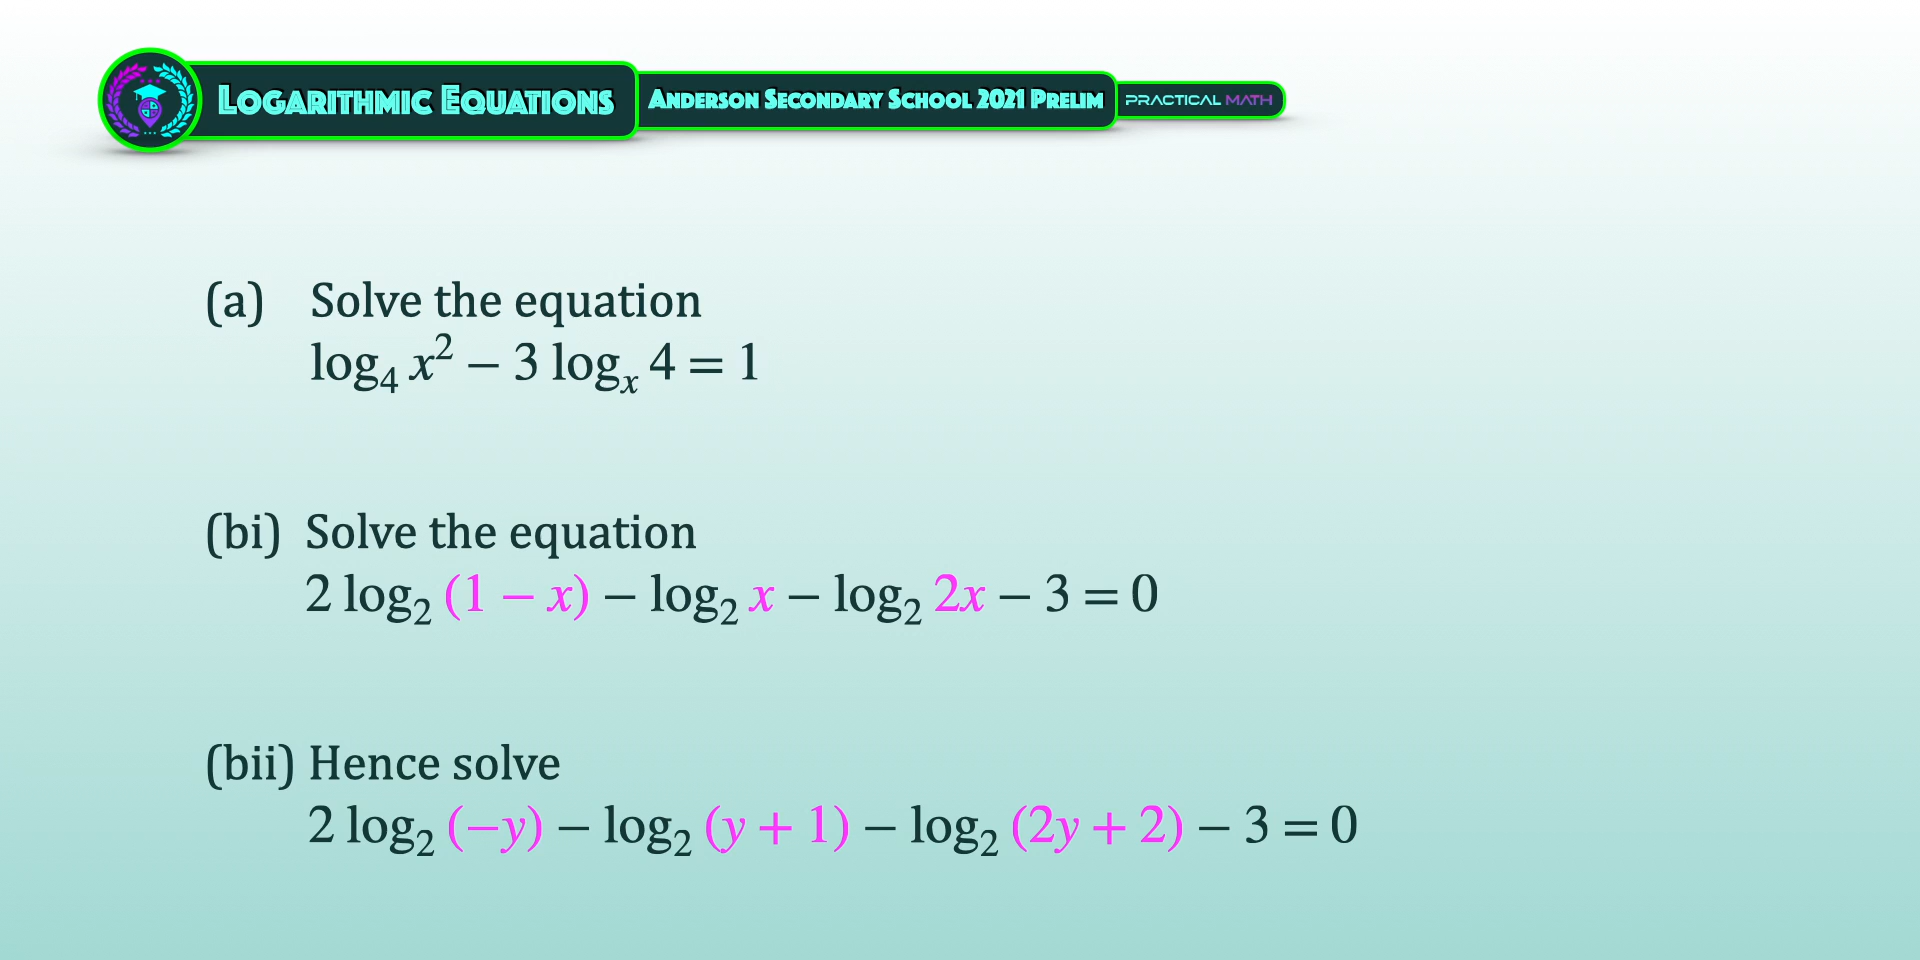 LOGARITHMIC EQUATIONS
ANDERSON SECONDARY SCHOOL 2021 PRELIM
PRACTICAL MATH
(a) Solve the equation
log₄ x² − 3 logₓ 4 = 1
(bi) Solve the equation
2 log₂ (1 − x) − log₂ x − log₂ 2x − 3 = 0
(bii) Hence solve
2 log₂ (−y) − log₂ (y + 1) − log₂ (2y + 2) − 3 = 0